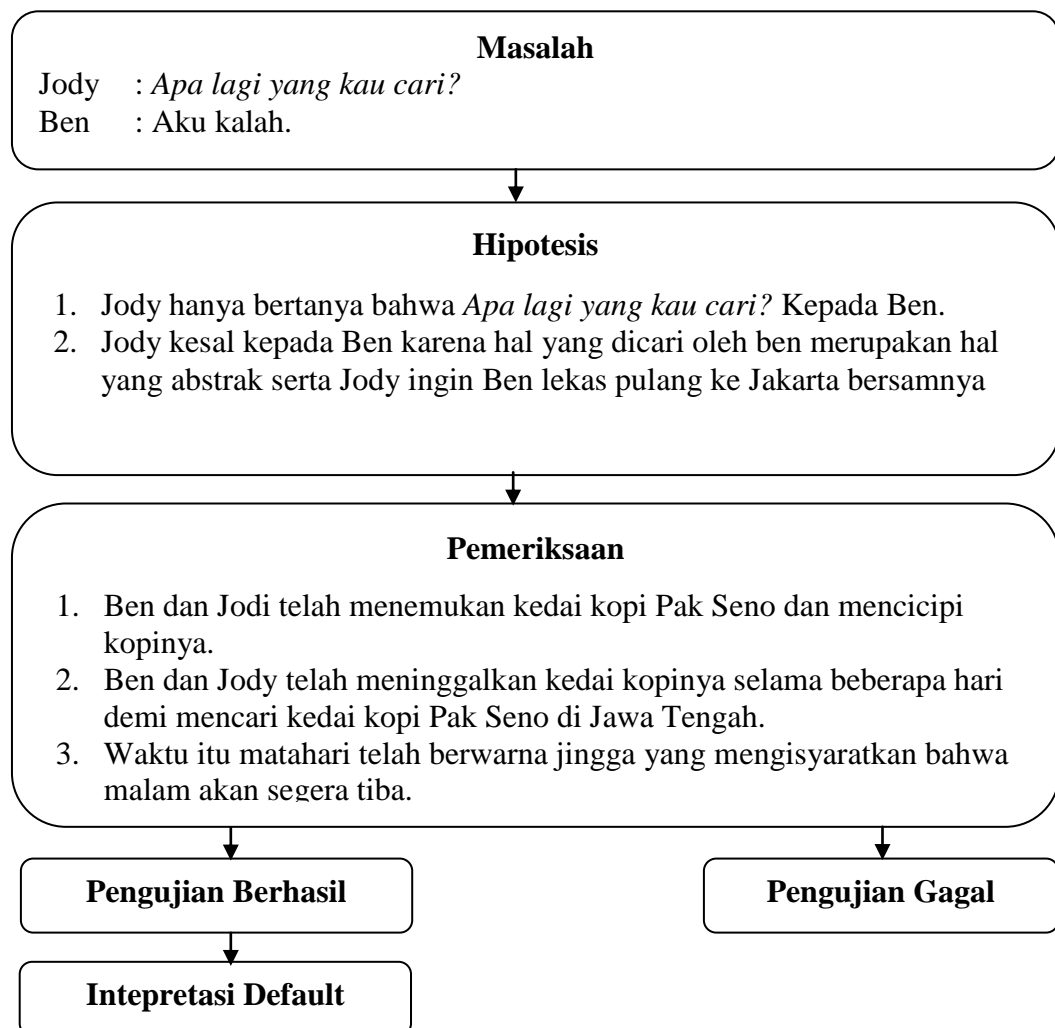 Masalah
Jody : Apa lagi yang kau cari?
Ben : Aku kalah.
Hipotesis
1. Jody hanya bertanya bahwa Apa lagi yang kau cari? Kepada Ben.
2. Jody kesal kepada Ben karena hal yang dicari oleh ben merupakan hal
yang abstrak serta Jody ingin Ben lekas pulang ke Jakarta bersamnya
Pemeriksaan
1. Ben dan Jodi telah menemukan kedai kopi Pak Seno dan mencicipi
kopinya.
2. Ben dan Jody telah meninggalkan kedai kopinya selama beberapa hari
demi mencari kedai kopi Pak Seno di Jawa Tengah.
3. Waktu itu matahari telah berwarna jingga yang mengisyaratkan bahwa
malam akan segera tiba.
Pengujian Berhasil
Pengujian Gagal
Intepretasi Default